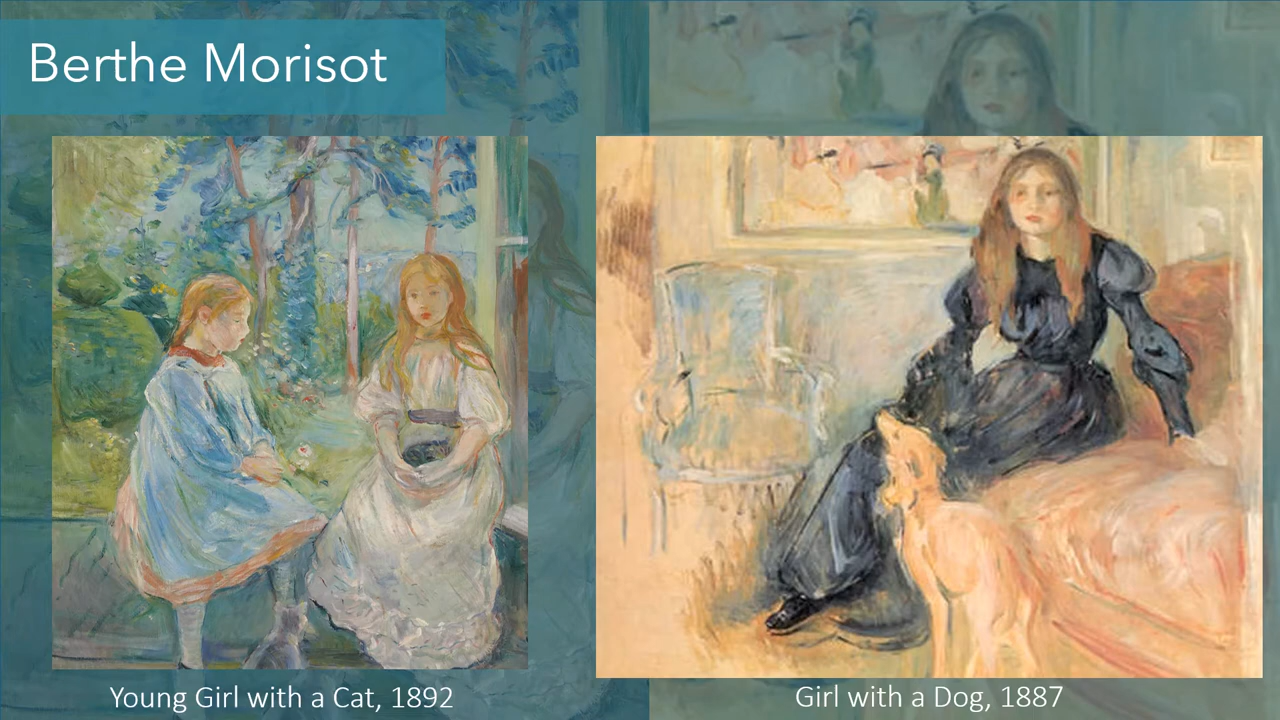 Berthe Morisot
Young Girl with a Cat, 1892
Girl with a Dog, 1887